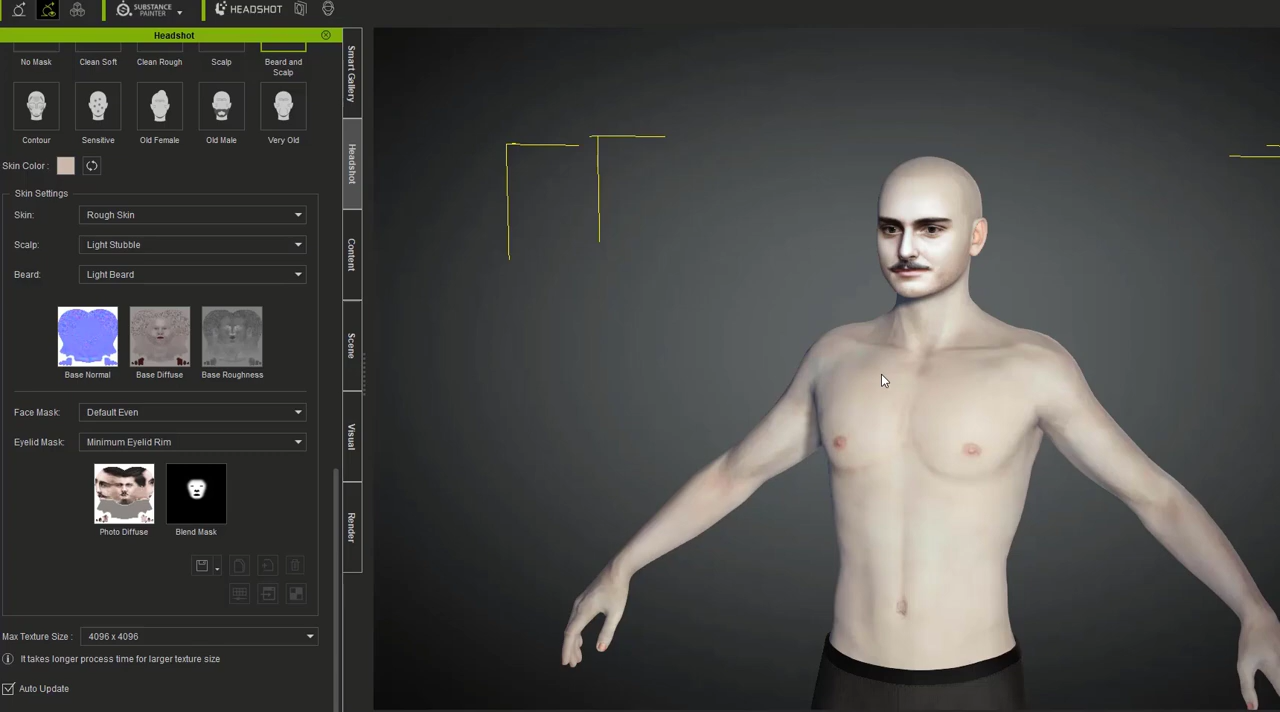 SUBSTANCE PAINTER
HEADSHOT
Headshot
No Mask
Clean Soft
Clean Rough
Scalp
Beard and
Scalp
Contour
Sensitive
Old Female
Old Male
Very Old
Skin Color :
Skin Settings
Skin: Rough Skin
Scalp: Light Stubble
Beard: Light Beard
Base Normal
Base Diffuse
Base Roughness
Face Mask: Default Even
Eyelid Mask: Minimum Eyelid Rim
Photo Diffuse
Blend Mask
Max Texture Size : 4096 x 4096
It takes longer process time for larger texture size
Auto Update
Smart Gallery
Headshot
Content
Scene
Visual
Render